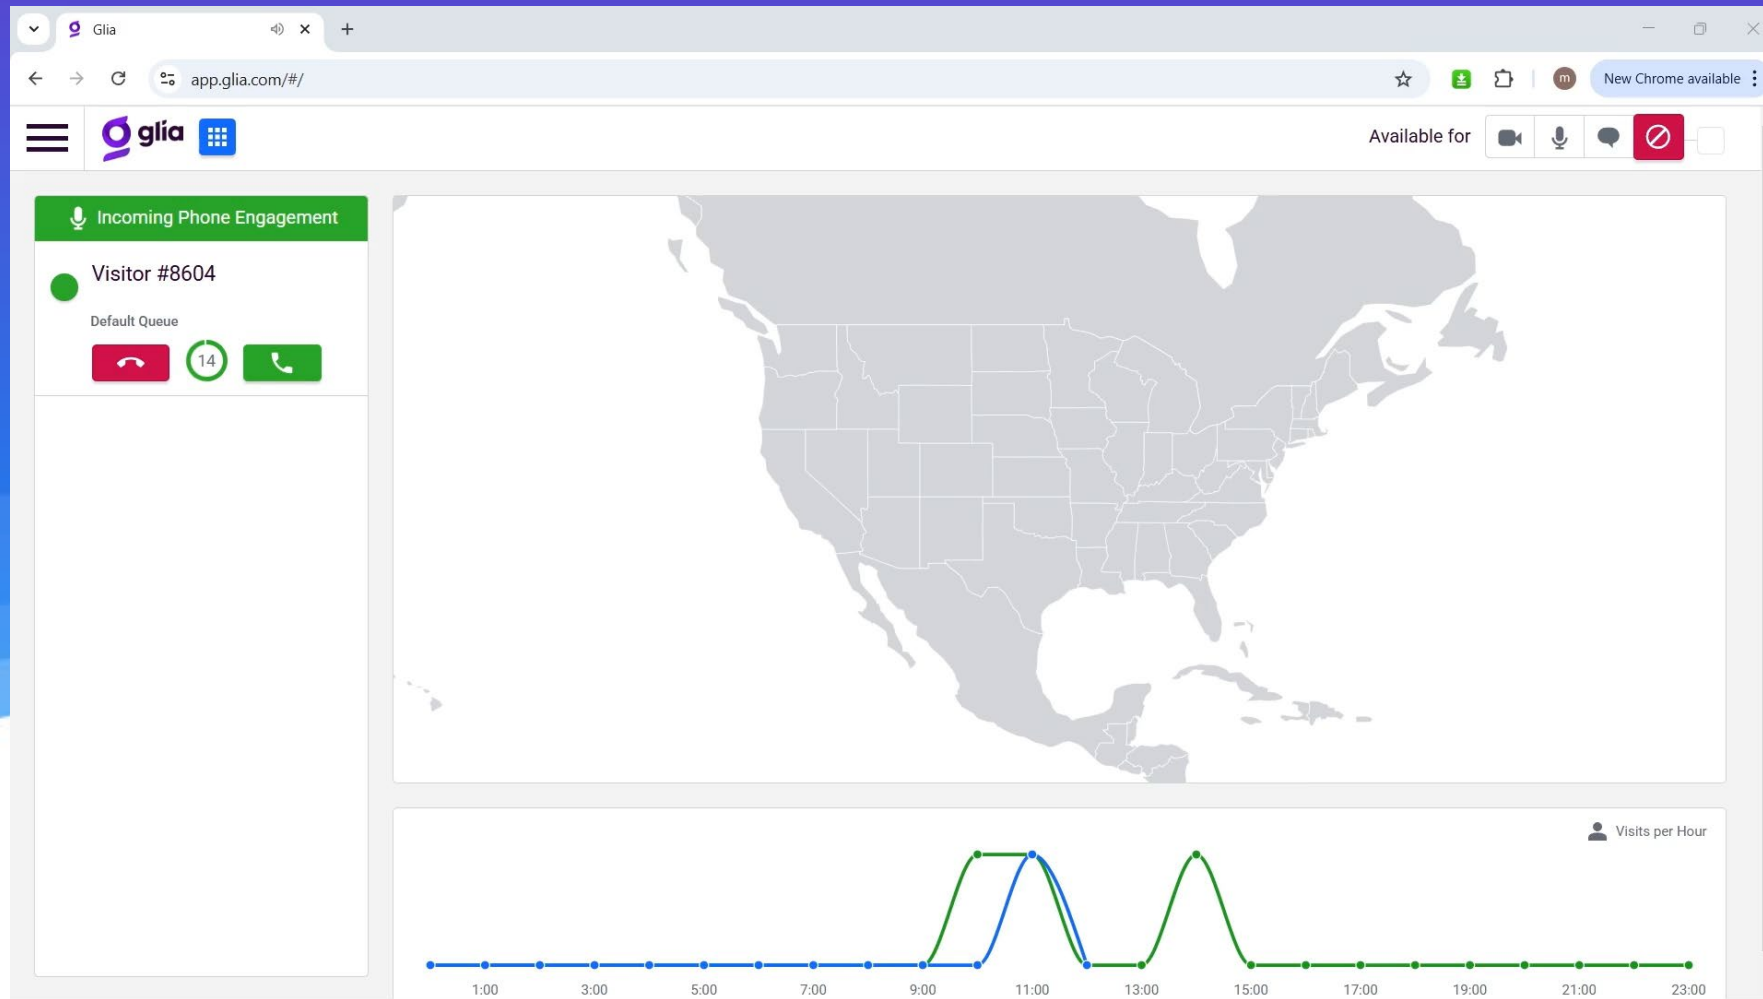 Glia
app.glia.com/#/
m
New Chrome available
glia
Available for
Incoming Phone Engagement
Visitor #8604
Default Queue
14
Visits per Hour
1:00 3:00 5:00 7:00 9:00 11:00 13:00 15:00 17:00 19:00 21:00 23:00